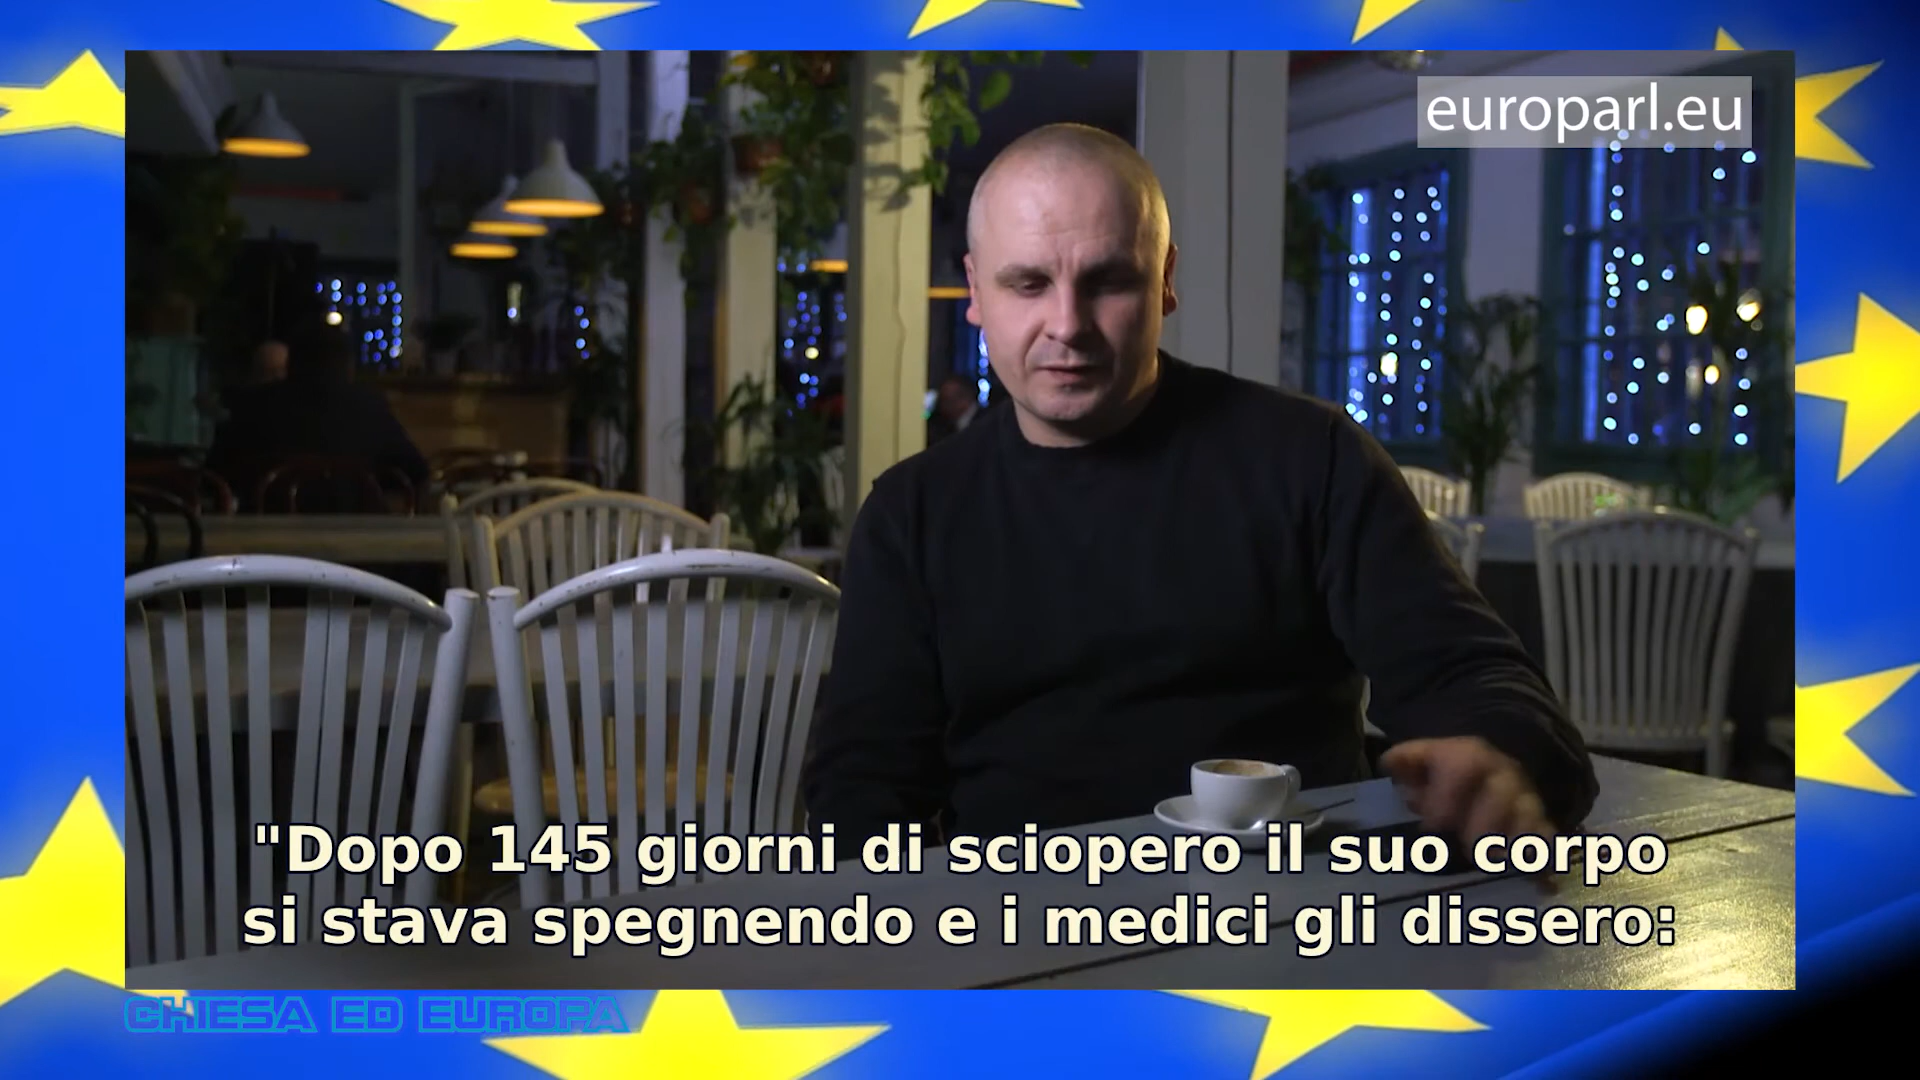 europarl.eu
"Dopo 145 giorni di sciopero il suo corpo
si stava spegnendo e i medici gli dissero:
CHIESA ED EUROPA